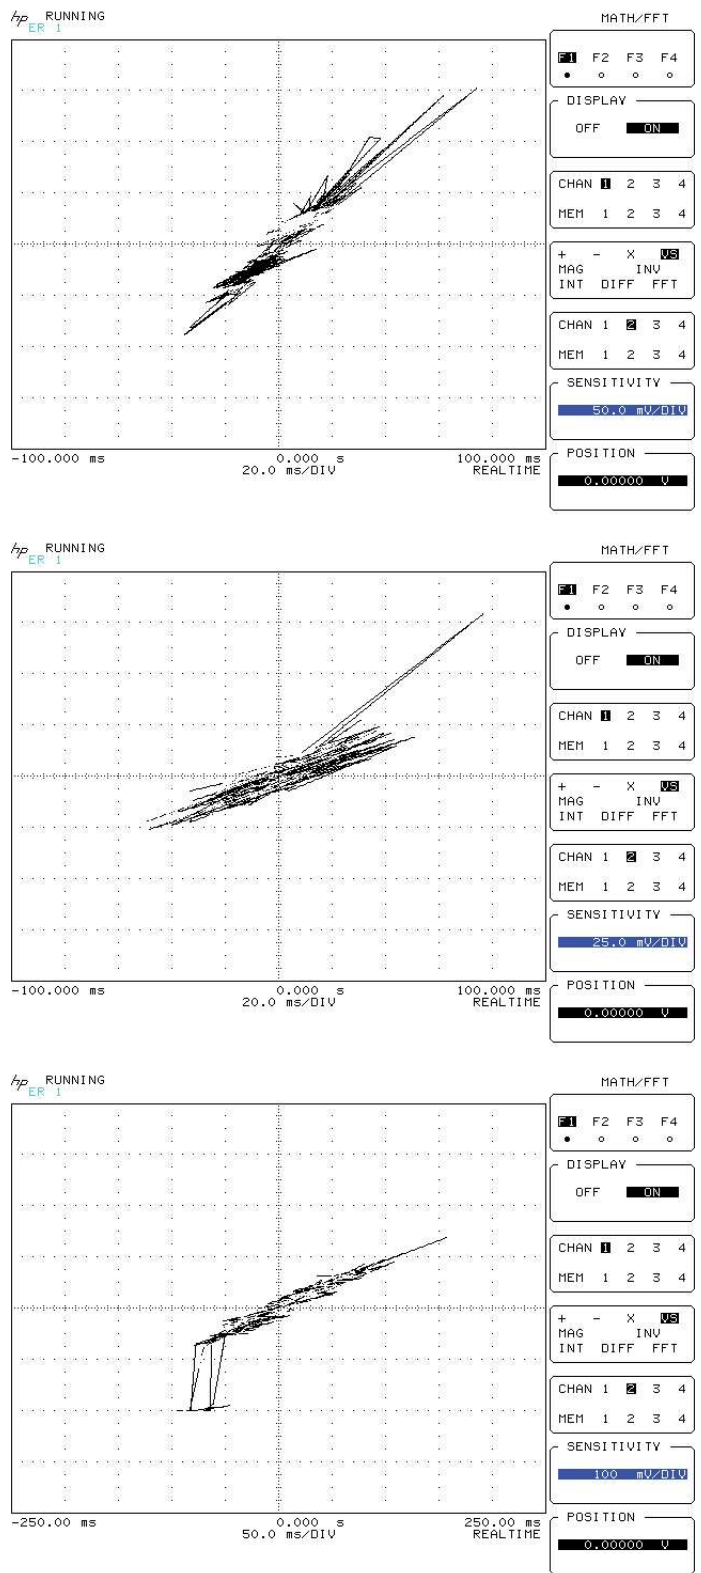 hp RUNNING
ER 1
MATH/FFT
F1 F2 F3 F4
DISPLAY
OFF ON
CHAN 1 2 3 4
MEM 1 2 3 4
+ - X VS
MAG INV
INT DIFF FFT
CHAN 1 2 3 4
MEM 1 2 3 4
SENSITIVITY
50.0 mV/DIV
POSITION
0.00000 V
-100.000 ms 0.000 s 100.000 ms
20.0 ms/DIV REALTIME
hp RUNNING
ER 1
MATH/FFT
F1 F2 F3 F4
DISPLAY
OFF ON
CHAN 1 2 3 4
MEM 1 2 3 4
+ - X VS
MAG INV
INT DIFF FFT
CHAN 1 2 3 4
MEM 1 2 3 4
SENSITIVITY
25.0 mV/DIV
POSITION
0.00000 V
-100.000 ms 0.000 s 100.000 ms
20.0 ms/DIV REALTIME
hp RUNNING
ER 1
MATH/FFT
F1 F2 F3 F4
DISPLAY
OFF ON
CHAN 1 2 3 4
MEM 1 2 3 4
+ - X VS
MAG INV
INT DIFF FFT
CHAN 1 2 3 4
MEM 1 2 3 4
SENSITIVITY
100 mV/DIV
POSITION
0.00000 V
-250.00 ms 0.000 s 250.00 ms
50.0 ms/DIV REALTIME